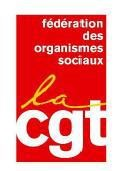 fédération
des
organismes
sociaux
la
cgt